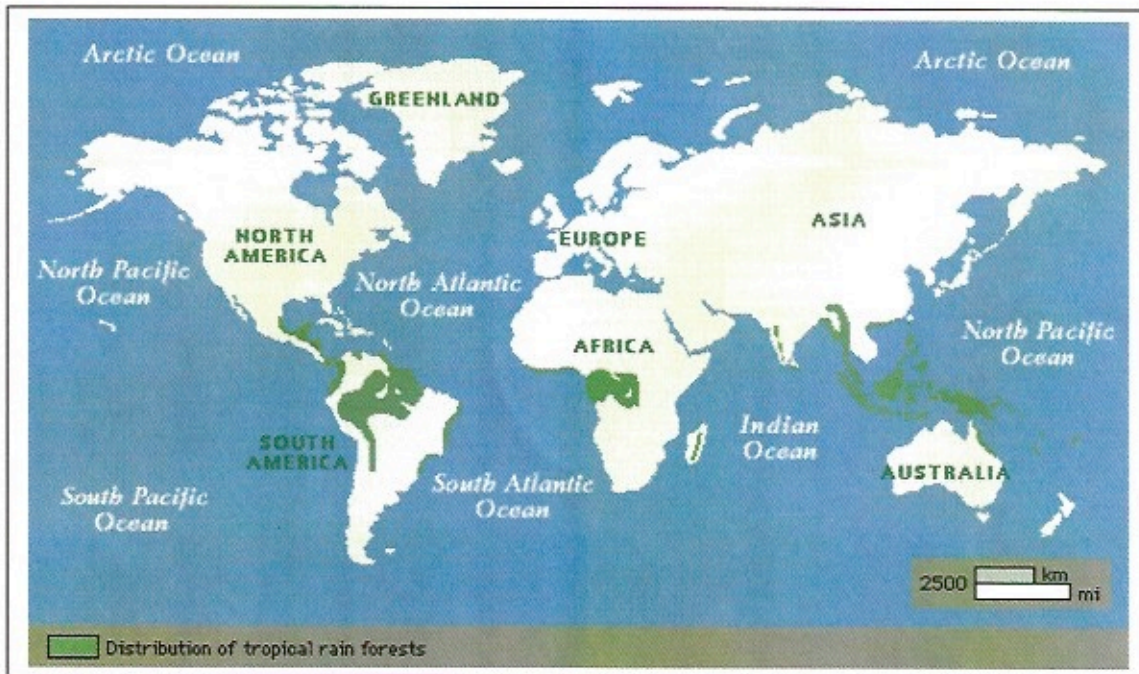 Arctic Ocean
Arctic Ocean
GREENLAND
NORTH
AMERICA
EUROPE
ASIA
North Pacific
Ocean
North Atlantic
Ocean
AFRICA
North Pacific
Ocean
SOUTH
AMERICA
Indian
Ocean
AUSTRALIA
South Pacific
Ocean
South Atlantic
Ocean
2500 km
mi
Distribution of tropical rain forests